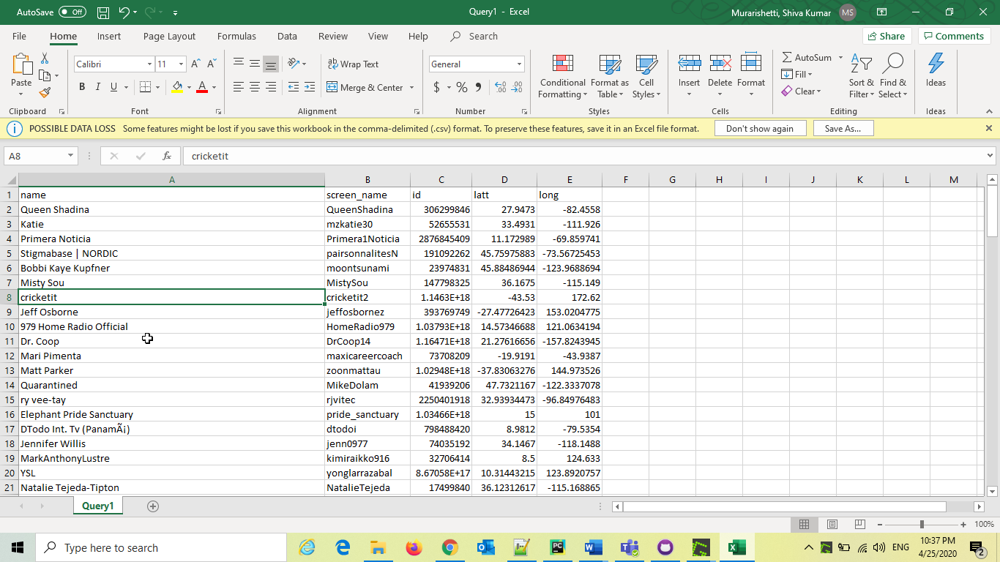 AutoSave Off Query1 - Excel Murarishetti, Shiva Kumar MS
File Home Insert Page Layout Formulas Data Review View Help Search Share Comments
Paste Calibri 11 A A Wrap Text General Conditional Formatting Format as Table Cell Styles Insert Delete Format AutoSum Sort & Filter Find & Select Ideas
B I U A Merge & Center $ % Fill
Clear
Clipboard Font Alignment Number Styles Cells Editing Ideas
POSSIBLE DATA LOSS Some features might be lost if you save this workbook in the comma-delimited (.csv) format. To preserve these features, save it in an Excel file format. Don't show again Save As...
A8 fx cricketit
A B C D E F G H I J K L M
1 name screen_name id latt long
2 Queen Shadina QueenShadina 306299846 27.9473 -82.4558
3 Katie mzkatie30 52655531 33.4931 -111.926
4 Primera Noticia Primera1Noticia 2876845409 11.172989 -69.859741
5 Stigmabase | NORDIC pairsonnalitesN 191092262 45.75975883 -73.56725453
6 Bobbi Kaye Kupfner moontsunami 23974831 45.88486944 -123.9688694
7 Misty Sou MistySou 147798325 36.1675 -115.149
8 cricketit cricketit2 1.1463E+18 -43.53 172.62
9 Jeff Osborne jeffosbornez 393769749 -27.47726423 153.0204775
10 979 Home Radio Official HomeRadio979 1.03793E+18 14.57346688 121.0634194
11 Dr. Coop DrCoop14 1.16471E+18 21.27616656 -157.8243945
12 Mari Pimenta maxicareercoach 73708209 -19.9191 -43.9387
13 Matt Parker zoonmattau 1.02948E+18 -37.83063276 144.973526
14 Quarantined MikeDolam 41939206 47.7321167 -122.3337078
15 ry vee-tay rjvitec 2250401918 32.93934473 -96.84976483
16 Elephant Pride Sanctuary pride_sanctuary 1.03466E+18 15 101
17 DTodo Int. Tv (PanamÃ¡) dtodoi 798488420 8.9812 -79.5354
18 Jennifer Willis jenn0977 74035192 34.1467 -118.1488
19 MarkAnthonyLustre kimiraikko916 32706414 8.5 124.633
20 YSL yonglarrazabal 8.67058E+17 10.31443215 123.8920757
21 Natalie Tejeda-Tipton NatalieTejeda 17499840 36.12312617 -115.168865
Query1
100%
Type here to search ENG 10:37 PM
4/25/2020 2